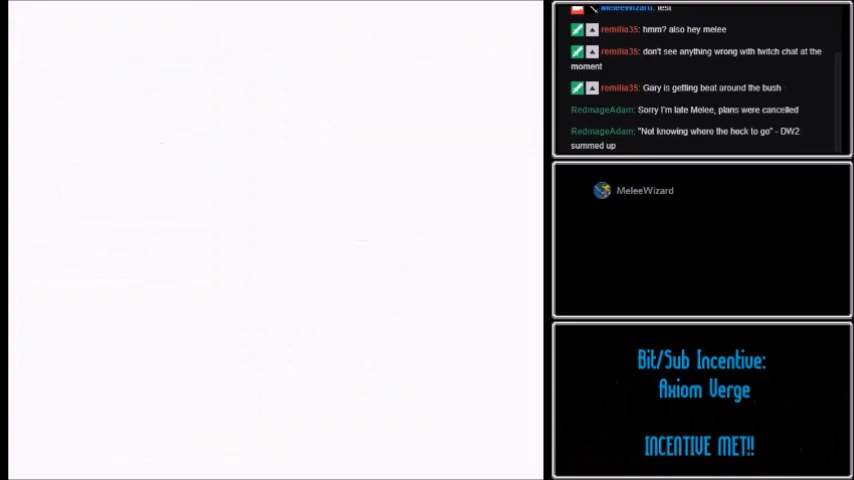 MeleeWizard: Test
remilia35: hmm? also hey melee
remilia35: don't see anything wrong with twitch chat at the
moment
remilia35: Gary is getting beat around the bush
RedmageAdam: Sorry I'm late Melee, plans were cancelled
RedmageAdam: "Not knowing where the heck to go" - DW2
summed up
MeleeWizard
Bit/Sub Incentive:
Axiom Verge
INCENTIVE MET!!